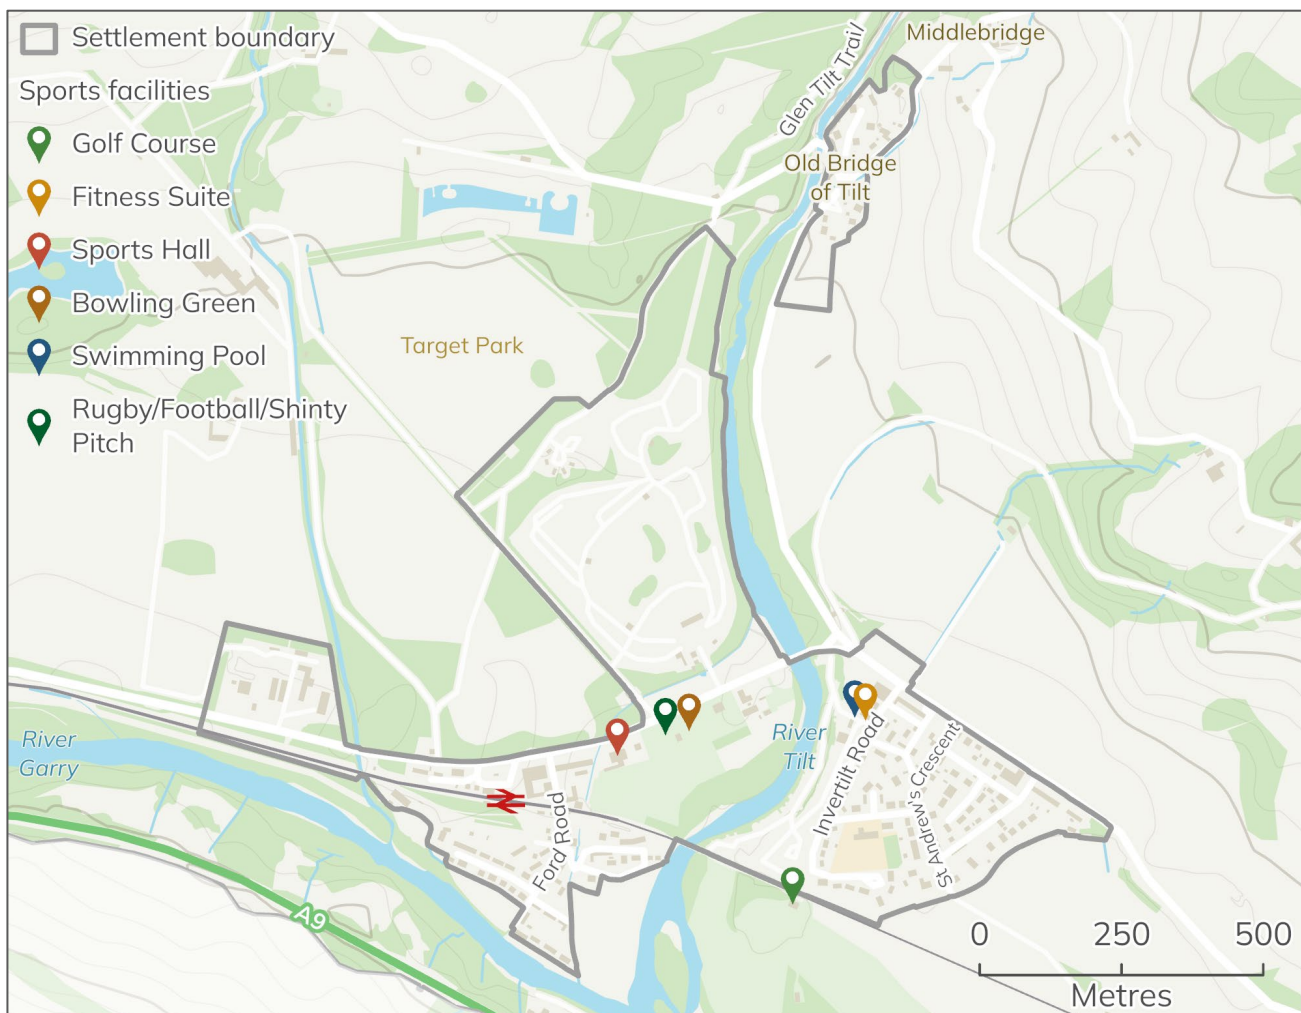 Settlement boundary
Sports facilities
Golf Course
Fitness Suite
Sports Hall
Bowling Green
Swimming Pool
Rugby/Football/Shinty
Pitch
Middlebridge
Glen Tilt Trail
Old Bridge
of Tilt
Target Park
River
Garry
River
Tilt
Invertilt Road
St Andrew's Crescent
Ford Road
A9
0 250 500
Metres